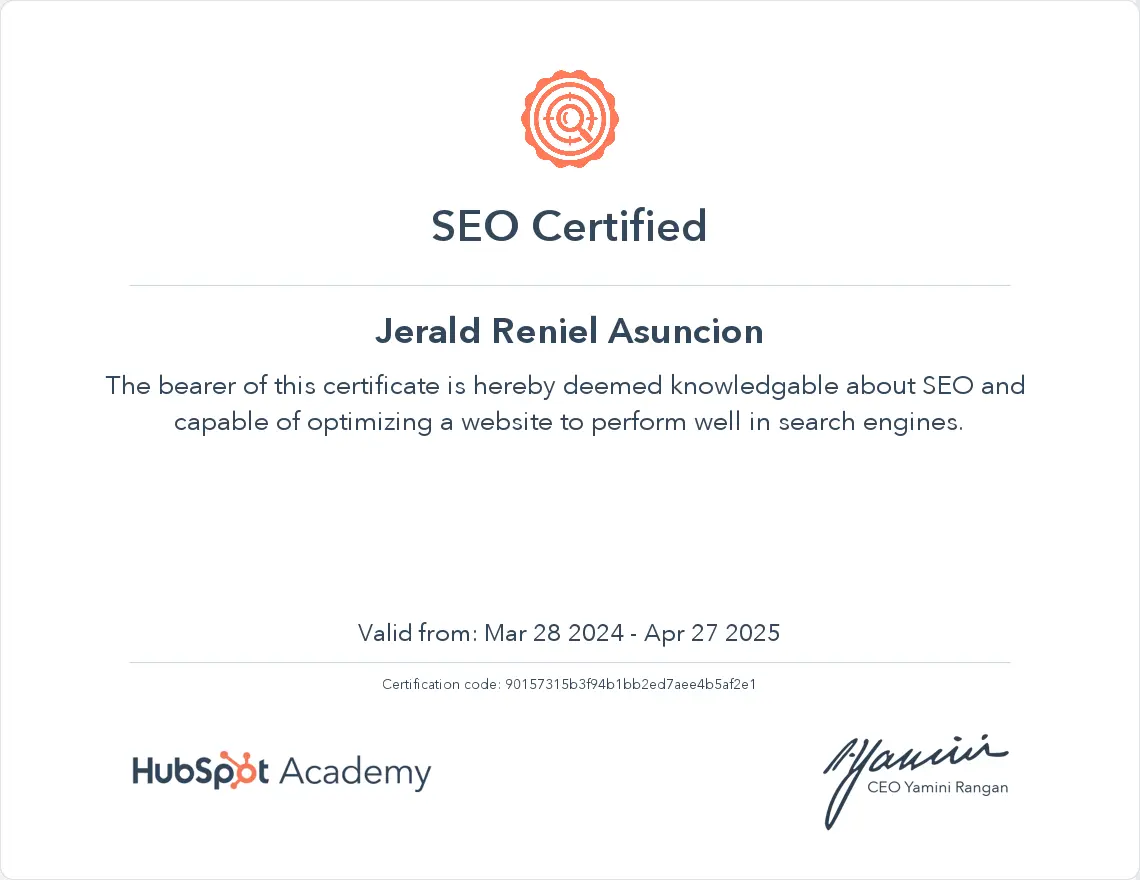 SEO Certified
Jerald Reniel Asuncion
The bearer of this certificate is hereby deemed knowledgable about SEO and
capable of optimizing a website to perform well in search engines.
Valid from: Mar 28 2024 - Apr 27 2025
Certification code: 90157315b3f94b1bb2ed7aee4b5af2e1
HubSpot Academy
Yamini
CEO Yamini Rangan